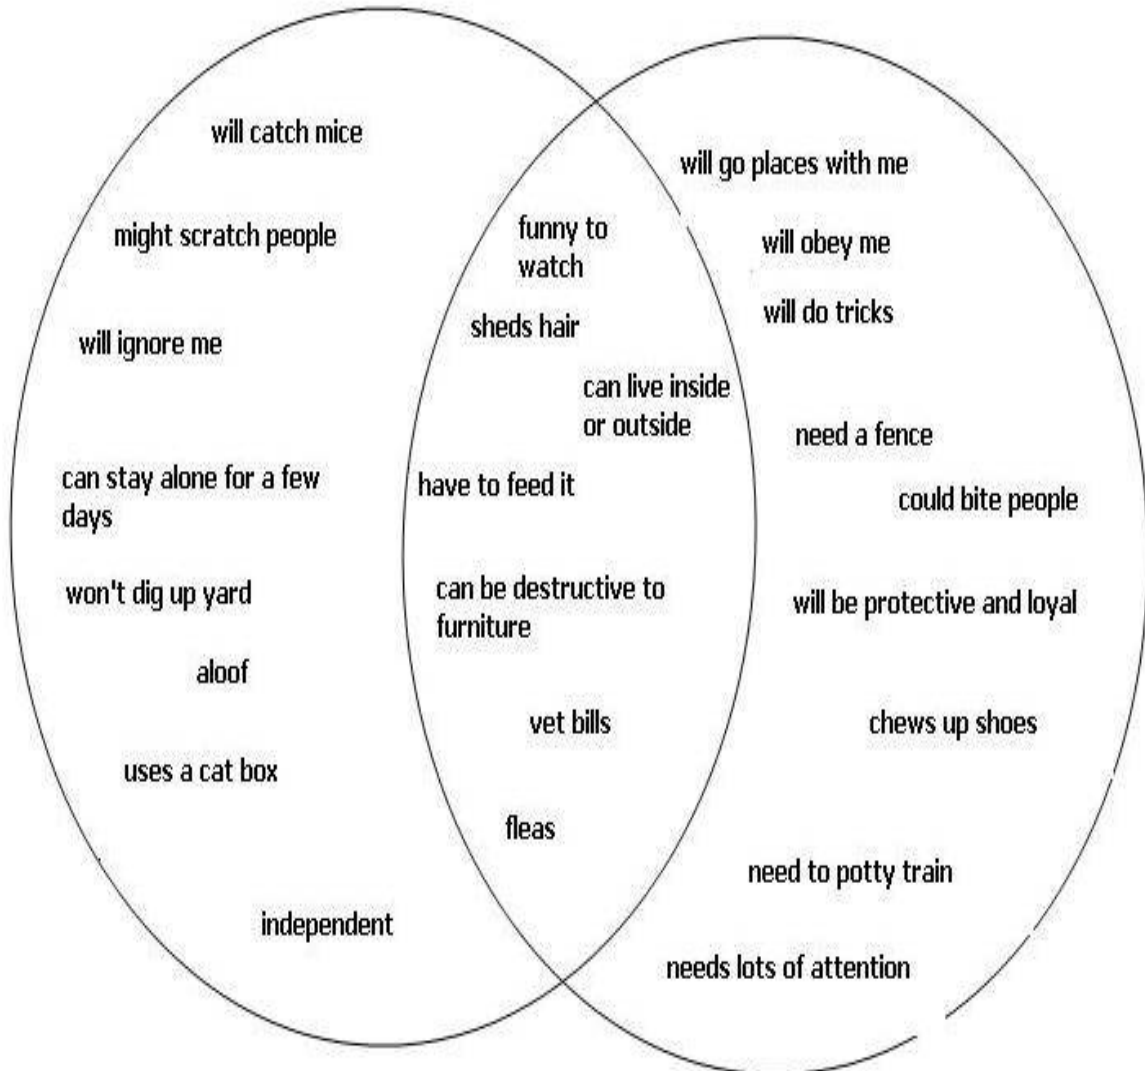 will catch mice
might scratch people
will ignore me
can stay alone for a few
days
won't dig up yard
aloof
uses a cat box
independent
funny to
watch
sheds hair
can live inside
or outside
have to feed it
can be destructive to
furniture
vet bills
fleas
will go places with me
will obey me
will do tricks
need a fence
could bite people
will be protective and loyal
chews up shoes
need to potty train
needs lots of attention